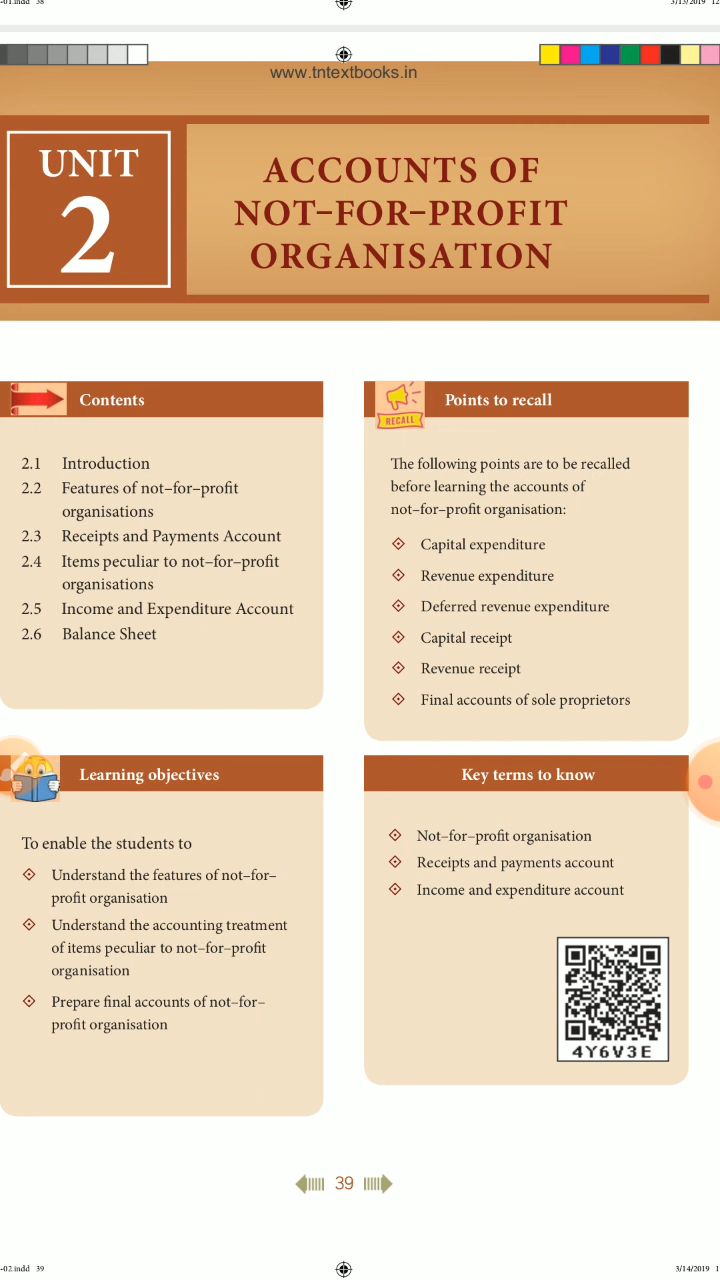 -01.indd 38
www.tntextbooks.in
UNIT
2
ACCOUNTS OF
NOT–FOR–PROFIT
ORGANISATION
Contents
2.1 Introduction
2.2 Features of not–for–profit
organisations
2.3 Receipts and Payments Account
2.4 Items peculiar to not–for–profit
organisations
2.5 Income and Expenditure Account
2.6 Balance Sheet
RECALL
Points to recall
The following points are to be recalled
before learning the accounts of
not–for–profit organisation:
Capital expenditure
Revenue expenditure
Deferred revenue expenditure
Capital receipt
Revenue receipt
Final accounts of sole proprietors
Learning objectives
To enable the students to
Understand the features of not–for–
profit organisation
Understand the accounting treatment
of items peculiar to not–for–profit
organisation
Prepare final accounts of not–for–
profit organisation
Key terms to know
Not–for–profit organisation
Receipts and payments account
Income and expenditure account
4Y6V3E
39
-02.indd 39
3/14/2019 1